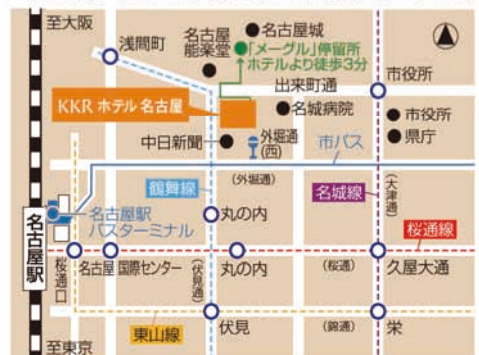 至大阪
浅間町
名古屋
能楽堂
名古屋城
「メーグル」停留所
ホテルより徒歩3分
出来町通
市役所
KKR ホテル 名古屋
名城病院
市役所
県庁
中日新聞
外堀通
(西)
市バス
(外堀通)
鶴舞線
名城線
(大津通)
名古屋駅
バスターミナル
丸の内
桜通線
名古屋駅
桜通口
名古屋
国際センター
(伏見通)
丸の内
(桜通)
久屋大通
東山線
伏見
(錦通)
栄
至東京